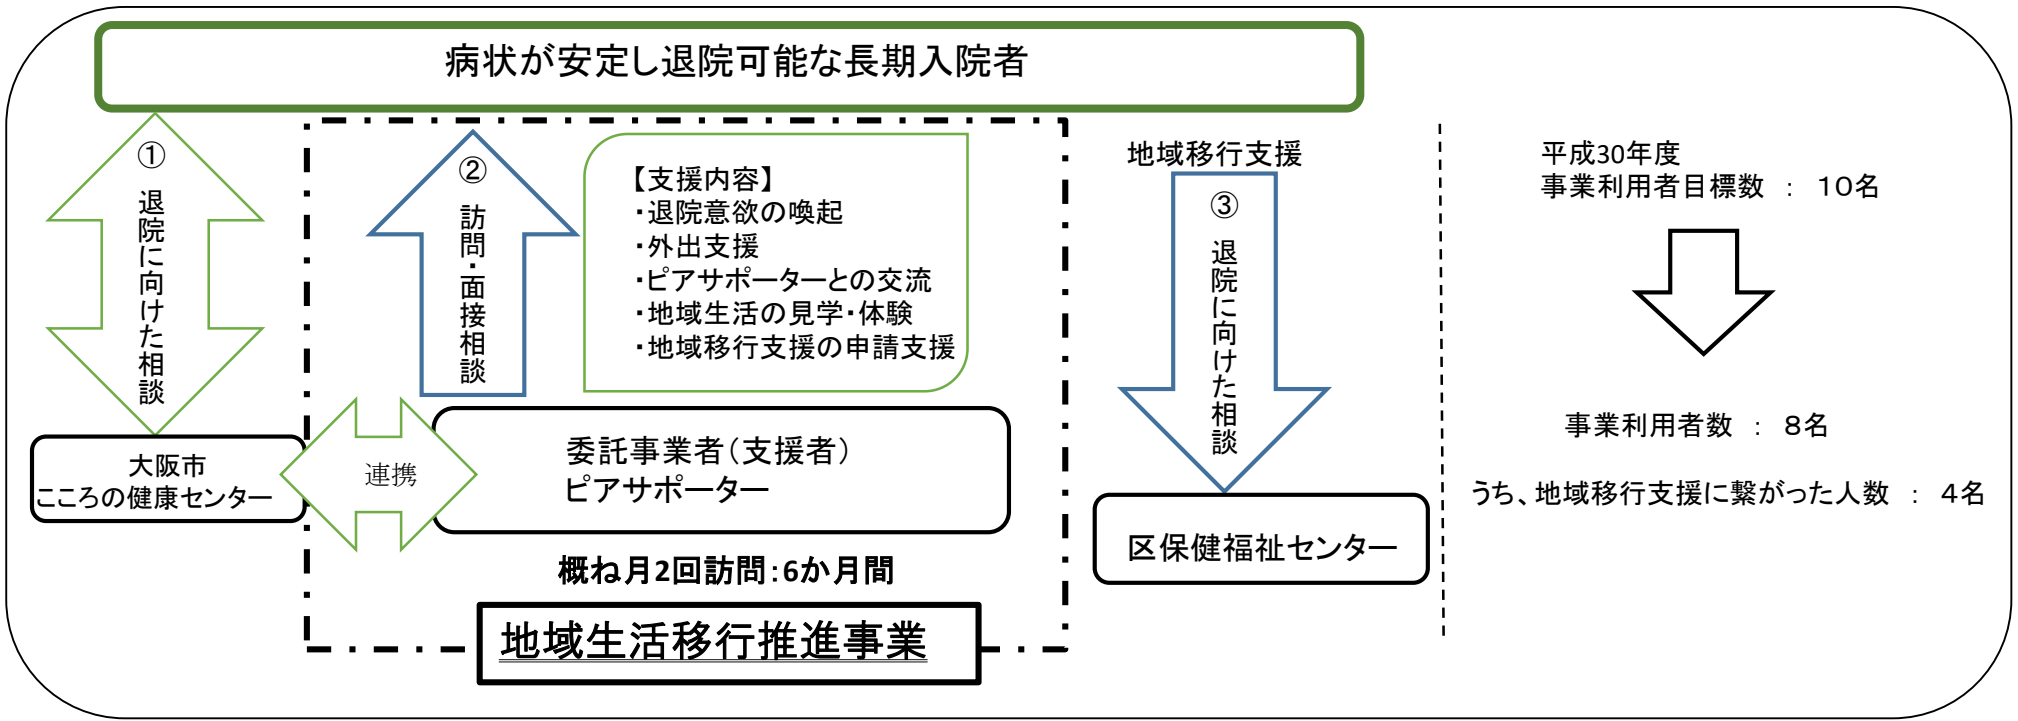 病状が安定し退院可能な長期入院者
①
退院に向けた相談
②
訪問・面接相談
【支援内容】
・退院意欲の喚起
・外出支援
・ピアサポーターとの交流
・地域生活の見学・体験
・地域移行支援の申請支援
地域移行支援
③
退院に向けた相談
平成30年度
事業利用者目標数 ： 10名
事業利用者数 ： 8名
うち、地域移行支援に繋がった人数 ： 4名
大阪市
こころの健康センター
連携
委託事業者（支援者）
ピアサポーター
区保健福祉センター
概ね月2回訪問：6か月間
地域生活移行推進事業